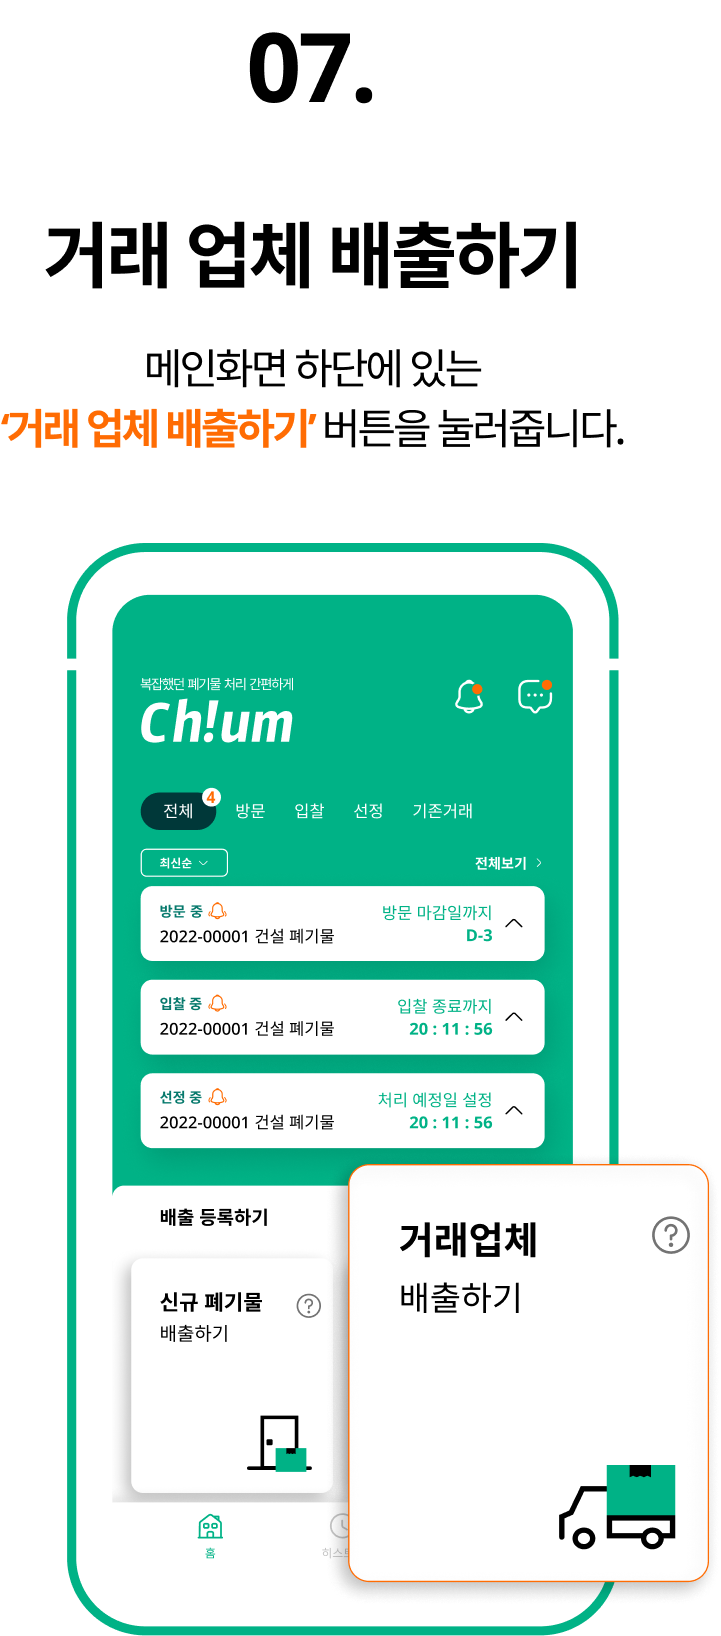 07.
거래 업체 배출하기
메인화면 하단에 있는
‘거래 업체 배출하기’ 버튼을 눌러줍니다.
복잡했던 폐기물 처리 간편하게
Ch!um
전체 4 방문 입찰 선정 기존거래
최신순 전체보기
방문 중 방문 마감일까지
2022-00001 건설 폐기물 D-3
입찰 중 입찰 종료까지
2022-00001 건설 폐기물 20 : 11 : 56
선정 중 처리 예정일 설정
2022-00001 건설 폐기물 20 : 11 : 56
배출 등록하기
신규 폐기물 ?
배출하기
거래업체 ?
배출하기
홈 히스